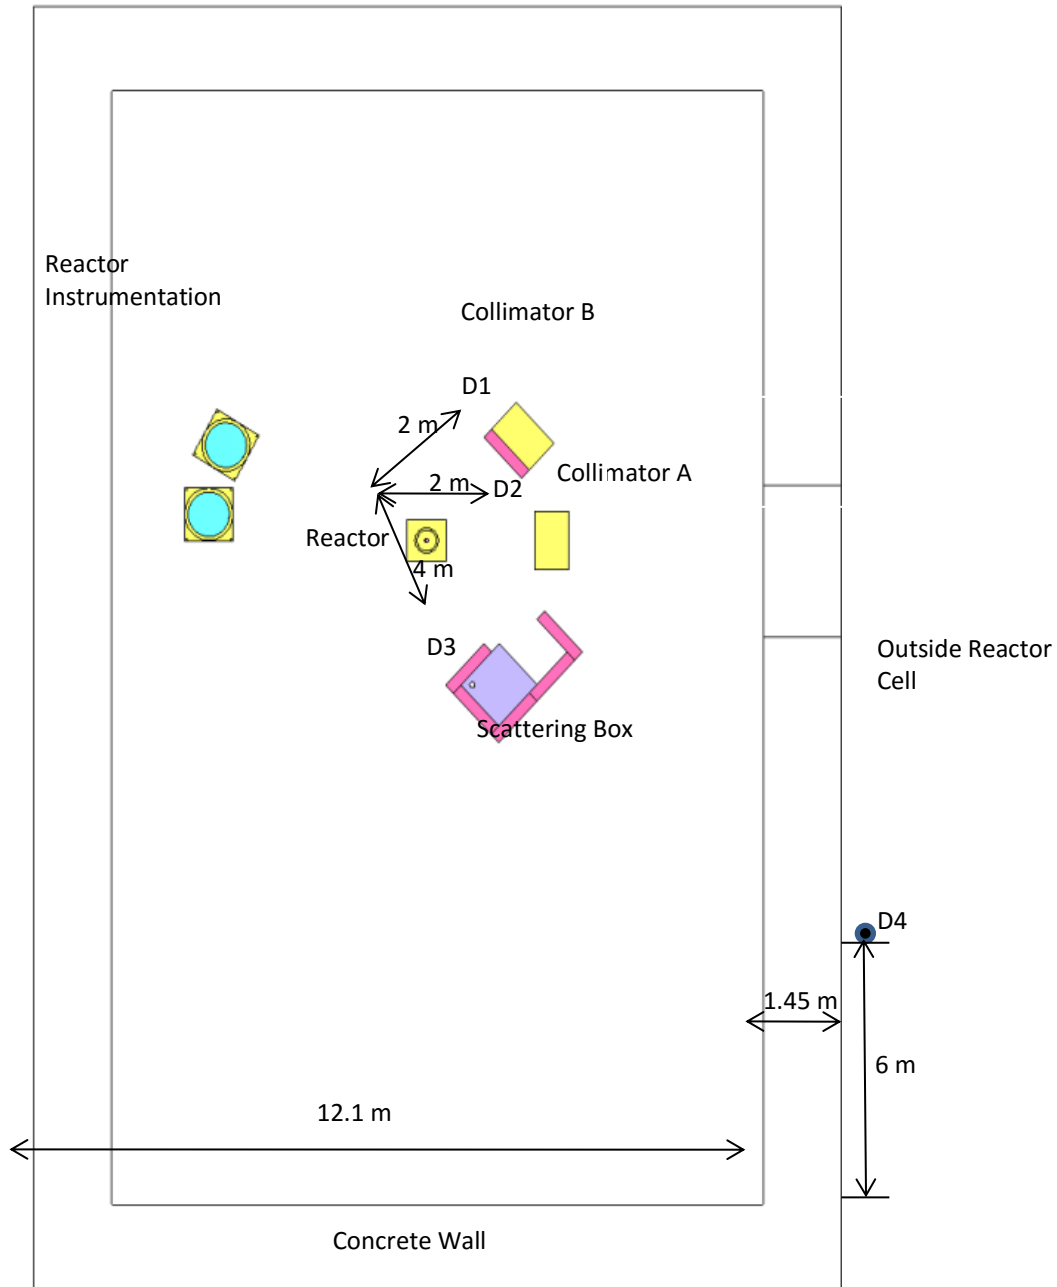 Reactor
Instrumentation
Collimator B
D1
2 m
Collimator A
2 m
D2
Reactor
4 m
D3
Outside Reactor
Cell
Scattering Box
D4
1.45 m
6 m
12.1 m
Concrete Wall